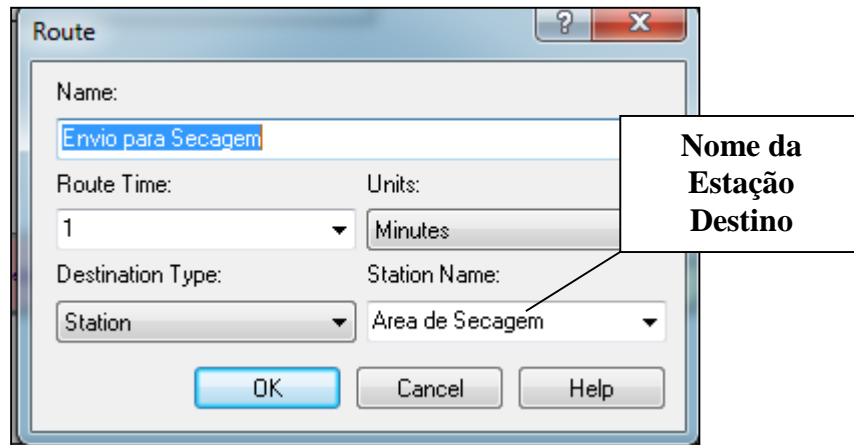 Route
Name:
Envio para Secagem
Route Time:
Units:
1
Minutes
Destination Type:
Station Name:
Station
Area de Secagem
OK
Cancel
Help
Nome da
Estação
Destino